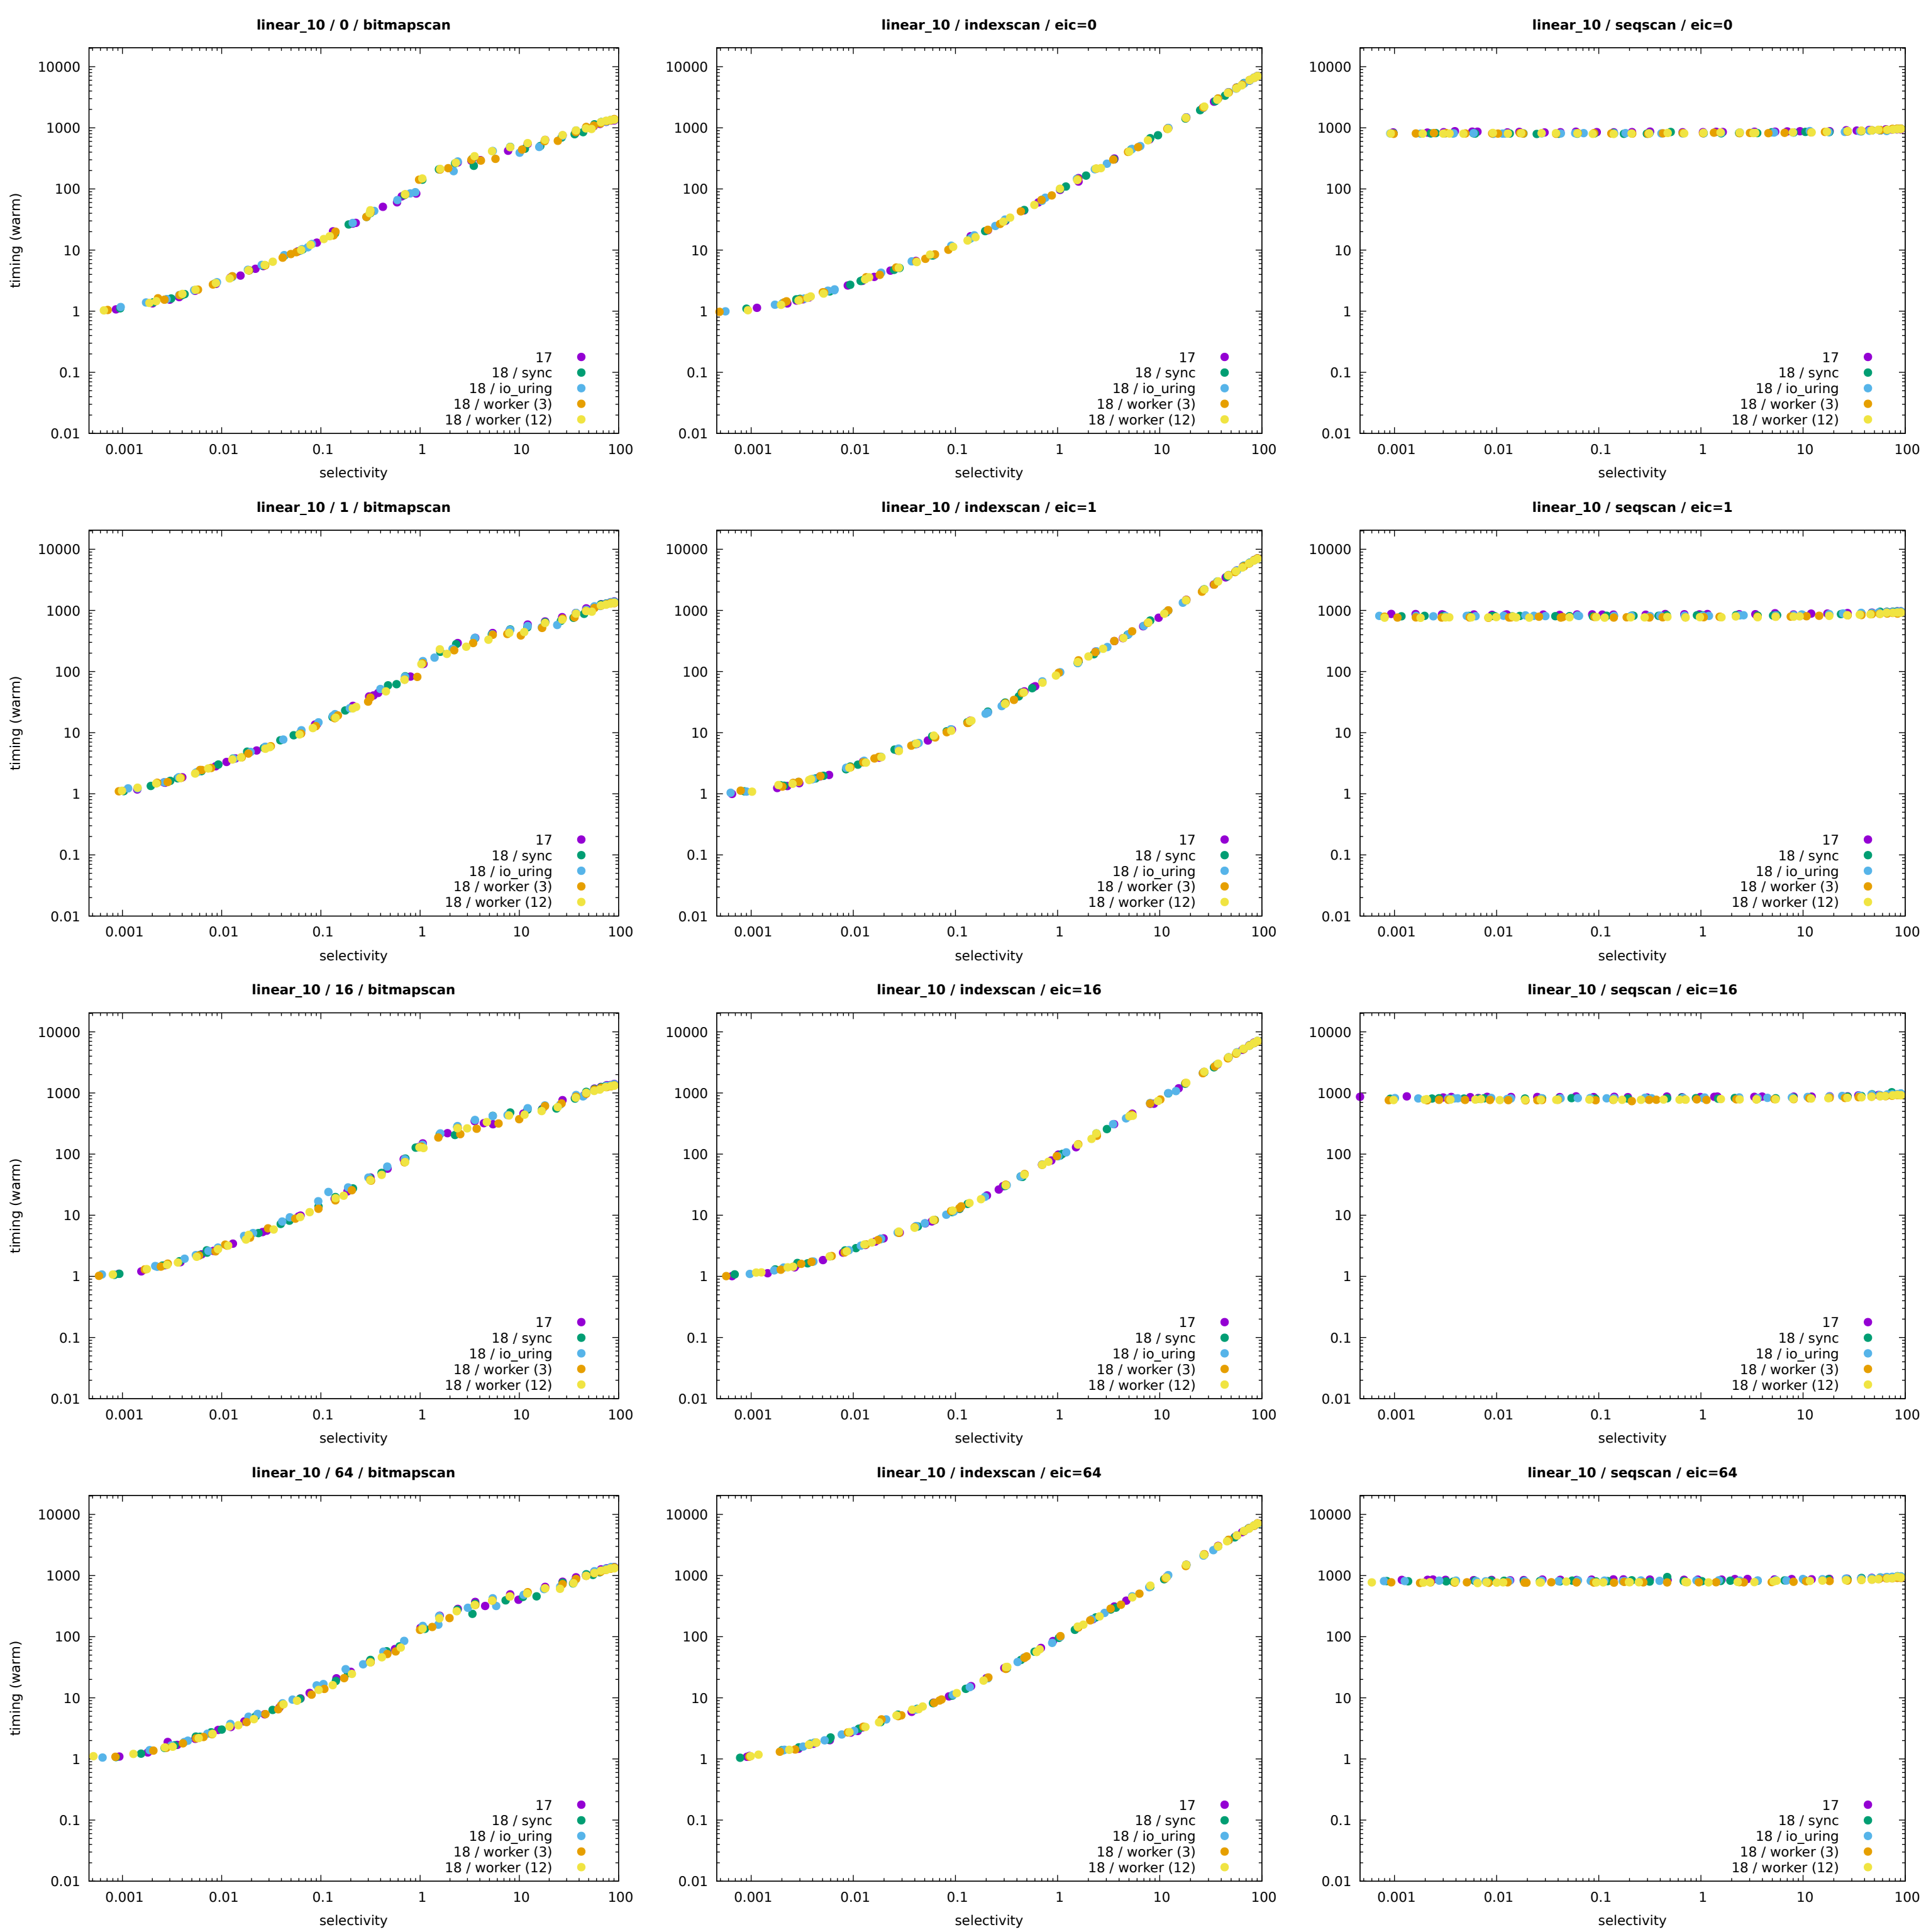 linear_10 / 0 / bitmapscan
timing (warm)
10000
1000
100
10
1
0.1
0.01
17
18 / sync
18 / io_uring
18 / worker (3)
18 / worker (12)
0.001 0.01 0.1 1 10 100
selectivity
linear_10 / indexscan / eic=0
10000
1000
100
10
1
0.1
0.01
17
18 / sync
18 / io_uring
18 / worker (3)
18 / worker (12)
0.001 0.01 0.1 1 10 100
selectivity
linear_10 / seqscan / eic=0
10000
1000
100
10
1
0.1
0.01
17
18 / sync
18 / io_uring
18 / worker (3)
18 / worker (12)
0.001 0.01 0.1 1 10 100
selectivity
linear_10 / 1 / bitmapscan
timing (warm)
10000
1000
100
10
1
0.1
0.01
17
18 / sync
18 / io_uring
18 / worker (3)
18 / worker (12)
0.001 0.01 0.1 1 10 100
selectivity
linear_10 / indexscan / eic=1
10000
1000
100
10
1
0.1
0.01
17
18 / sync
18 / io_uring
18 / worker (3)
18 / worker (12)
0.001 0.01 0.1 1 10 100
selectivity
linear_10 / seqscan / eic=1
10000
1000
100
10
1
0.1
0.01
17
18 / sync
18 / io_uring
18 / worker (3)
18 / worker (12)
0.001 0.01 0.1 1 10 100
selectivity
linear_10 / 16 / bitmapscan
timing (warm)
10000
1000
100
10
1
0.1
0.01
17
18 / sync
18 / io_uring
18 / worker (3)
18 / worker (12)
0.001 0.01 0.1 1 10 100
selectivity
linear_10 / indexscan / eic=16
10000
1000
100
10
1
0.1
0.01
17
18 / sync
18 / io_uring
18 / worker (3)
18 / worker (12)
0.001 0.01 0.1 1 10 100
selectivity
linear_10 / seqscan / eic=16
10000
1000
100
10
1
0.1
0.01
17
18 / sync
18 / io_uring
18 / worker (3)
18 / worker (12)
0.001 0.01 0.1 1 10 100
selectivity
linear_10 / 64 / bitmapscan
timing (warm)
10000
1000
100
10
1
0.1
0.01
17
18 / sync
18 / io_uring
18 / worker (3)
18 / worker (12)
0.001 0.01 0.1 1 10 100
selectivity
linear_10 / indexscan / eic=64
10000
1000
100
10
1
0.1
0.01
17
18 / sync
18 / io_uring
18 / worker (3)
18 / worker (12)
0.001 0.01 0.1 1 10 100
selectivity
linear_10 / seqscan / eic=64
10000
1000
100
10
1
0.1
0.01
17
18 / sync
18 / io_uring
18 / worker (3)
18 / worker (12)
0.001 0.01 0.1 1 10 100
selectivity